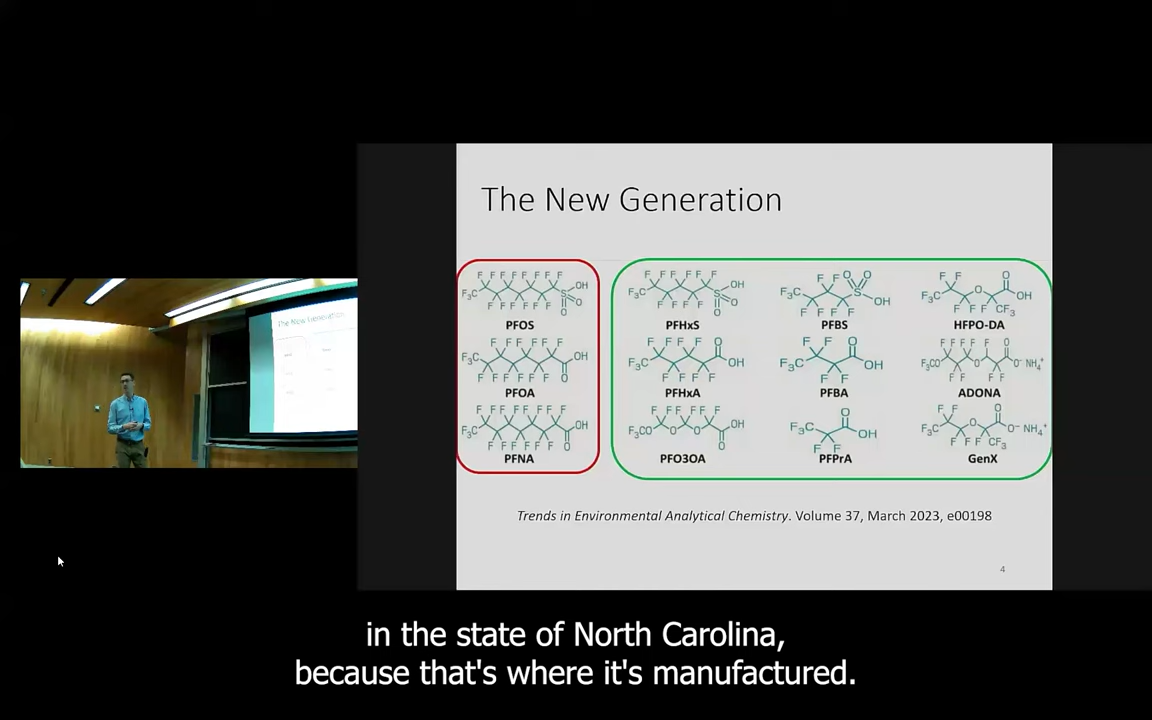 The New Generation
PFOS
PFHxS
PFBS
HFPO-DA
PFOA
PFHxA
PFBA
ADONA
PFNA
PFO3OA
PFPrA
GenX
Trends in Environmental Analytical Chemistry. Volume 37, March 2023, e00198
4
in the state of North Carolina,
because that's where it's manufactured.